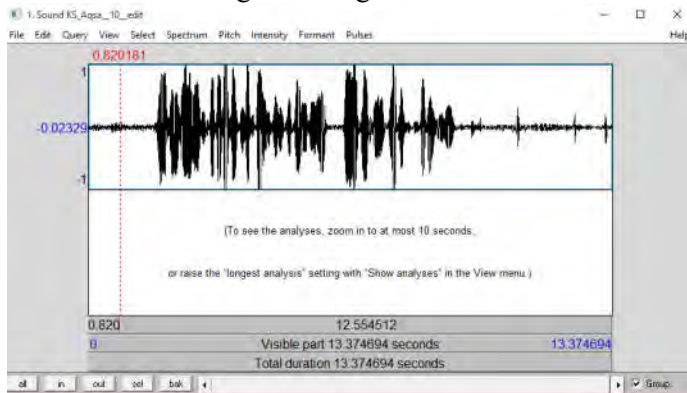 1. Sound KS_Aqsa__10__edit
File Edit Query View Select Spectrum Pitch Intensity Formant Pulses Help
0.820181
1
-0.02329
-1
(To see the analyses, zoom in to at most 10 seconds,
or raise the "longest analysis" setting with "Show analyses" in the View menu.)
0.820 12.554512
0 Visible part 13.374694 seconds 13.374694
Total duration 13.374694 seconds
all in out sel bak Group